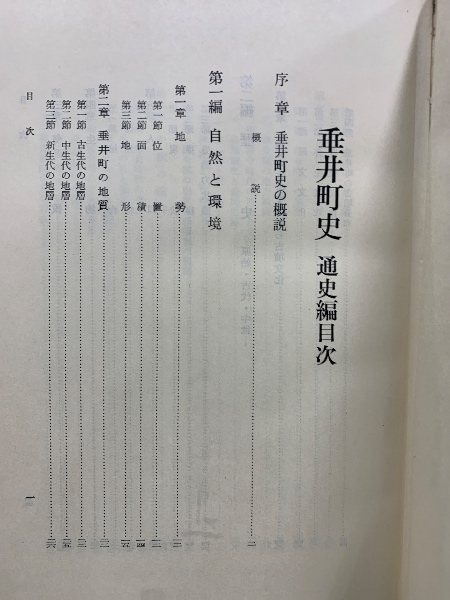 垂井町史 通史編目次
序章 垂井町史の概説
概説
第一編 自然と環境
第一章 地勢
第一節 位置
第二節 面積
第三節 地形
第二章 垂井町の地質
第一節 古生代の地層
第二節 中生代の地層
第三節 新生代の地層
目次
一